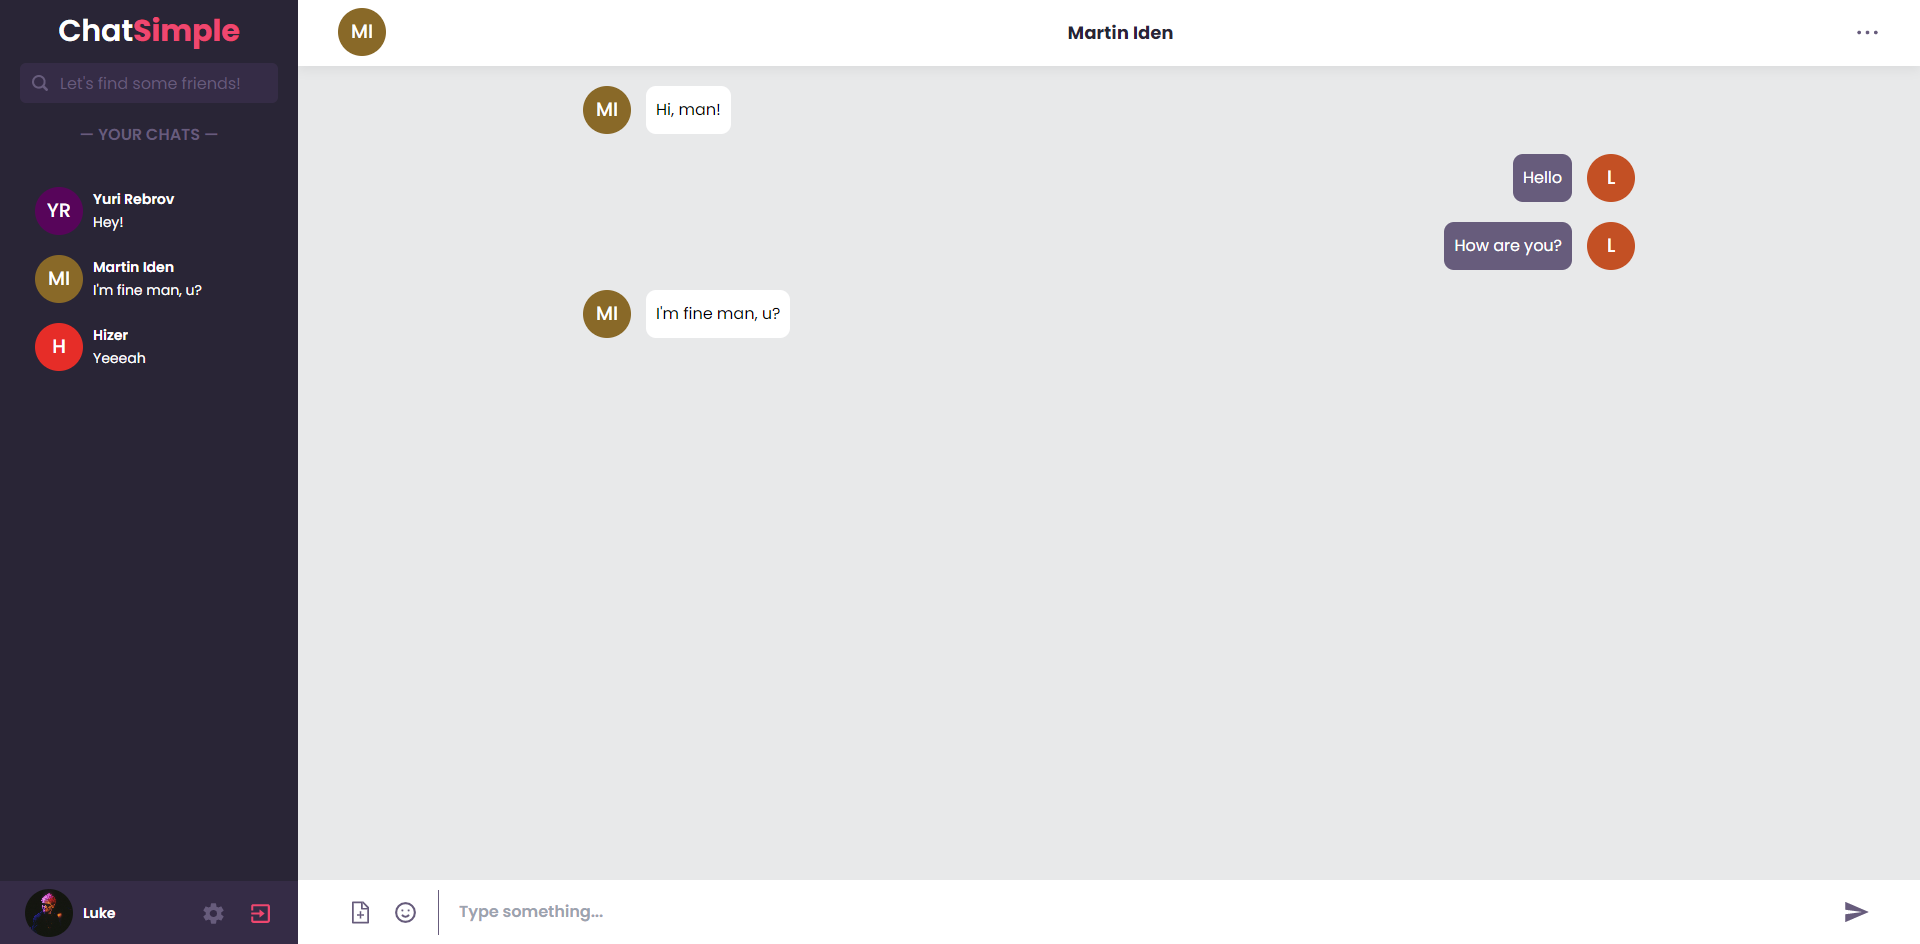 ChatSimple
Let's find some friends!
— YOUR CHATS —
YR
Yuri Rebrov
Hey!
MI
Martin Iden
I'm fine man, u?
H
Hizer
Yeeeah
Luke
MI
Martin Iden
MI
Hi, man!
Hello
L
How are you?
L
MI
I'm fine man, u?
Type something...